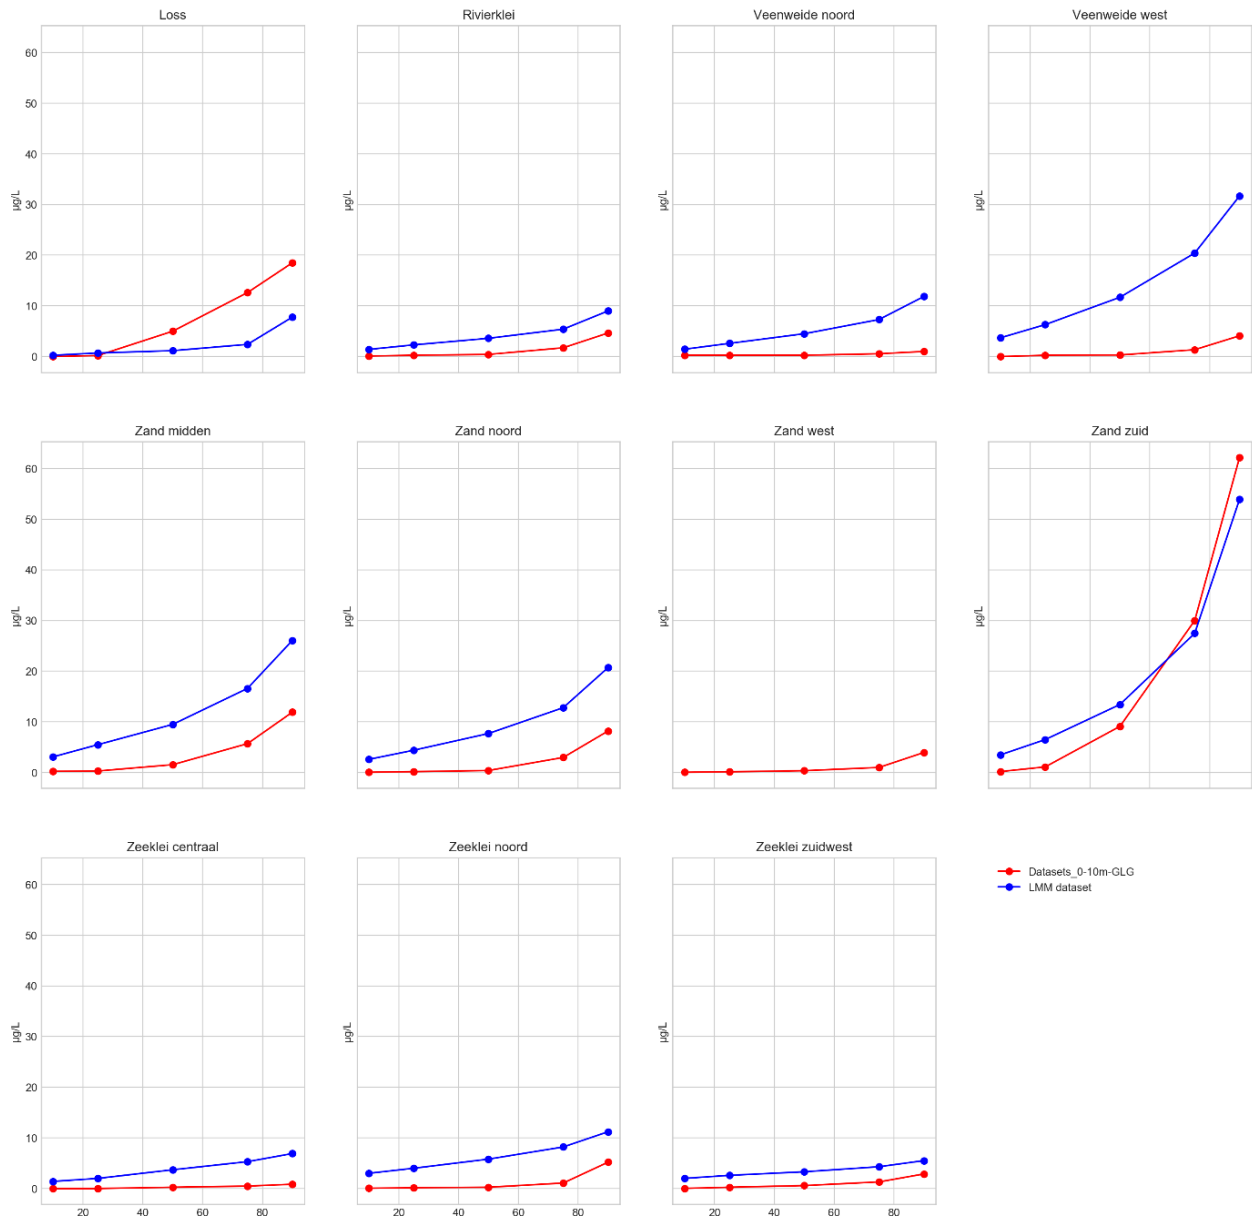 Loss
Rivierklei
Veenweide noord
Veenweide west
60
50
40
30
20
10
0
µg/L
µg/L
µg/L
µg/L
Zand midden
Zand noord
Zand west
Zand zuid
60
50
40
30
20
10
0
µg/L
µg/L
µg/L
µg/L
Zeeklei centraal
Zeeklei noord
Zeeklei zuidwest
60
50
40
30
20
10
0
µg/L
µg/L
µg/L
Datasets_0-10m-GLG
LMM dataset
20 40 60 80
20 40 60 80
20 40 60 80